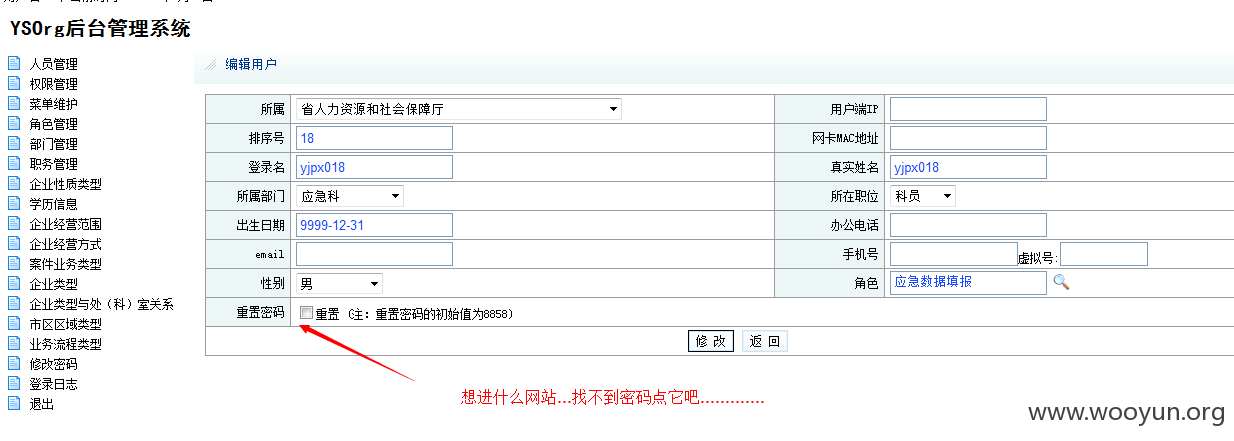 YSOrg后台管理系统
人员管理
权限管理
菜单维护
角色管理
部门管理
职务管理
企业性质类型
学历信息
企业经营范围
企业经营方式
案件业务类型
企业类型
企业类型与处（科）室关系
市区区域类型
业务流程类型
修改密码
登录日志
退出
编辑用户
所属 省人力资源和社会保障厅 用户端IP
排序号 18 网卡MAC地址
登录名 yjpx018 真实姓名 yjpx018
所属部门 应急科 所在职位 科员
出生日期 9999-12-31 办公电话
email 手机号 虚拟号:
性别 男 角色 应急数据填报
重置密码 重置（注：重置密码的初始值为8858）
修 改 返 回
想进什么网站...找不到密码点它吧.............
www.wooyun.org